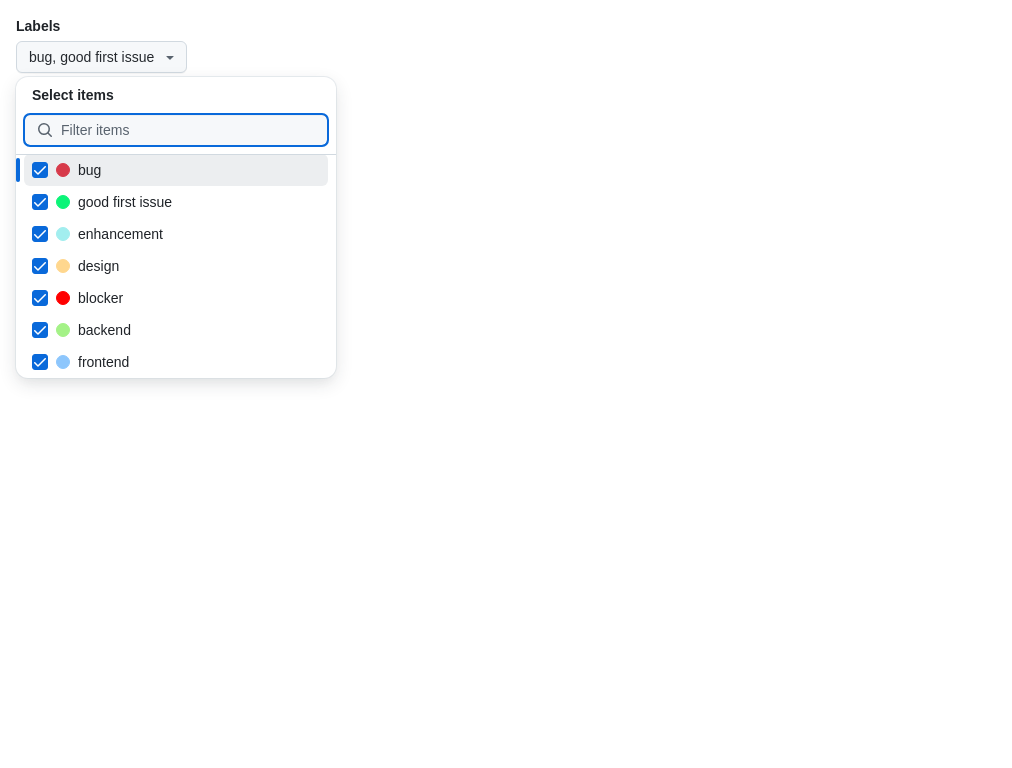 Labels
bug, good first issue
Select items
Filter items
bug
good first issue
enhancement
design
blocker
backend
frontend